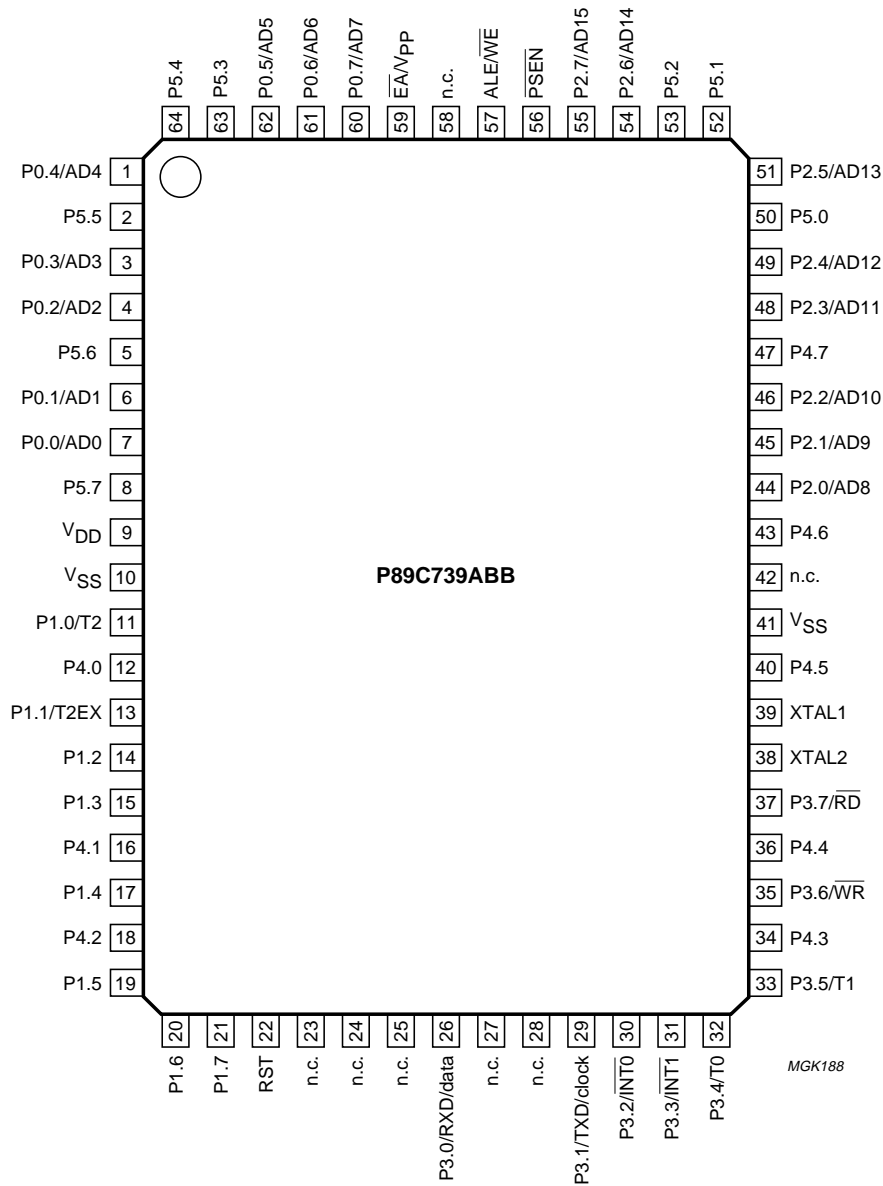 64 P5.4
63 P5.3
62 P0.5/AD5
61 P0.6/AD6
60 P0.7/AD7
59 E̅A̅/VPP
58 n.c.
57 ALE/W̅E̅
56 P̅S̅E̅N̅
55 P2.7/AD15
54 P2.6/AD14
53 P5.2
52 P5.1
P0.4/AD4 1
P5.5 2
P0.3/AD3 3
P0.2/AD2 4
P5.6 5
P0.1/AD1 6
P0.0/AD0 7
P5.7 8
VDD 9
VSS 10
P1.0/T2 11
P4.0 12
P1.1/T2EX 13
P1.2 14
P1.3 15
P4.1 16
P1.4 17
P4.2 18
P1.5 19
P89C739ABB
51 P2.5/AD13
50 P5.0
49 P2.4/AD12
48 P2.3/AD11
47 P4.7
46 P2.2/AD10
45 P2.1/AD9
44 P2.0/AD8
43 P4.6
42 n.c.
41 VSS
40 P4.5
39 XTAL1
38 XTAL2
37 P3.7/R̅D̅
36 P4.4
35 P3.6/W̅R̅
34 P4.3
33 P3.5/T1
P1.6 20
P1.7 21
RST 22
n.c. 23
n.c. 24
n.c. 25
P3.0/RXD/data 26
n.c. 27
n.c. 28
P3.1/TXD/clock 29
P3.2/I̅N̅T̅0̅ 30
P3.3/I̅N̅T̅1̅ 31
P3.4/T0 32
MGK188